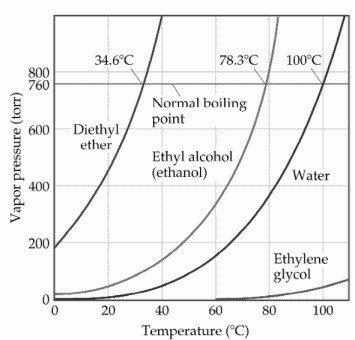 34.6°C
78.3°C
100°C
800
760
600
400
200
0
Normal boiling
point
Diethyl
ether
Ethyl alcohol
(ethanol)
Water
Ethylene
glycol
Vapor pressure (torr)
0
20
40
60
80
100
Temperature (°C)